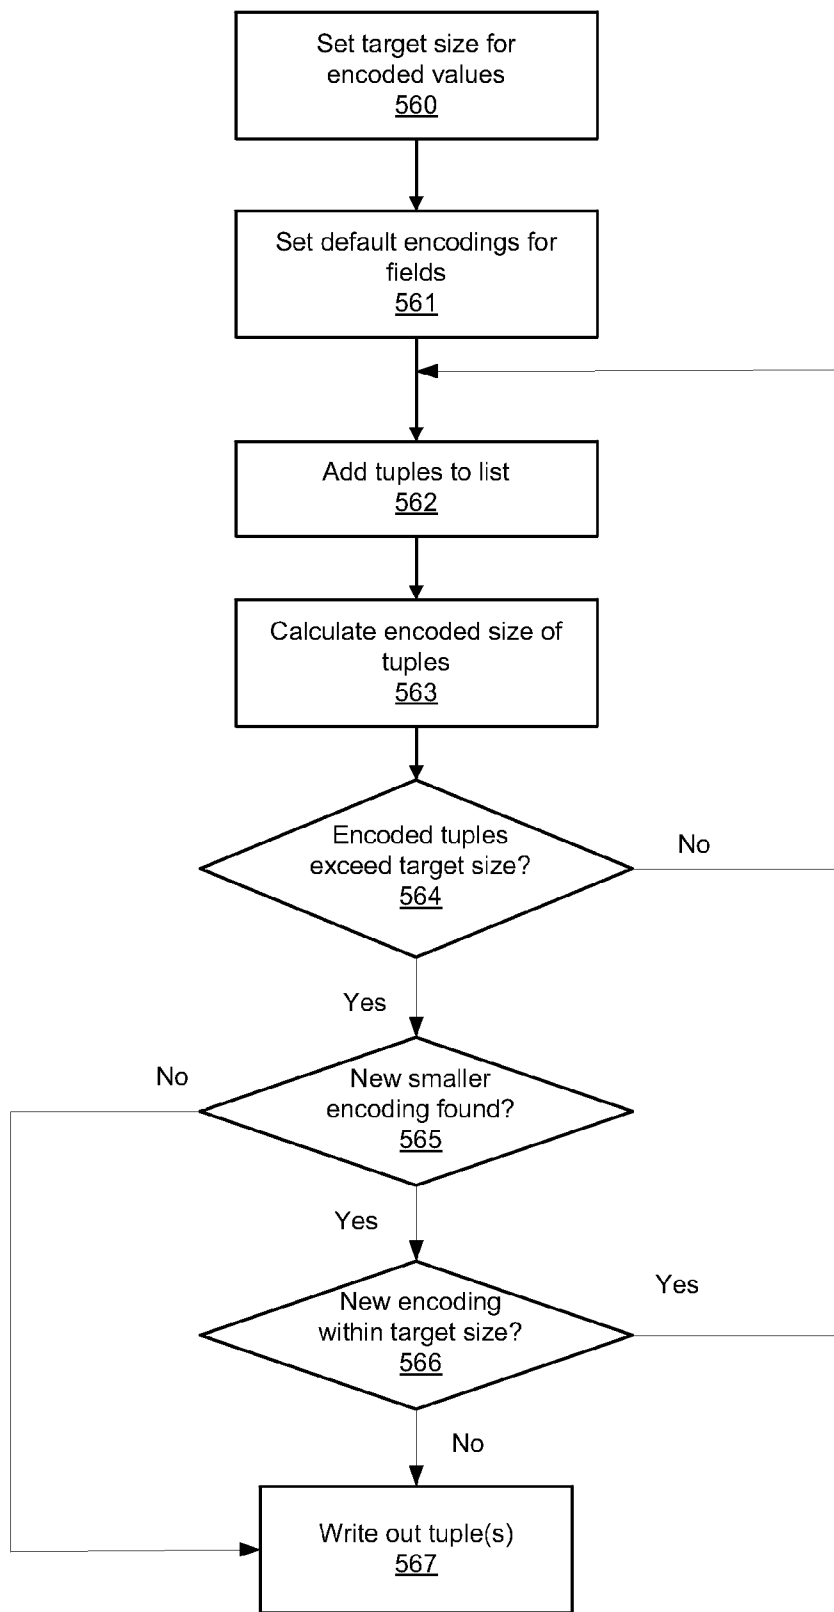 Set target size for
encoded values
560
Set default encodings for
fields
561
Add tuples to list
562
Calculate encoded size of
tuples
563
Encoded tuples
exceed target size?
564
No
Yes
No
New smaller
encoding found?
565
Yes
New encoding
within target size?
566
Yes
No
Write out tuple(s)
567